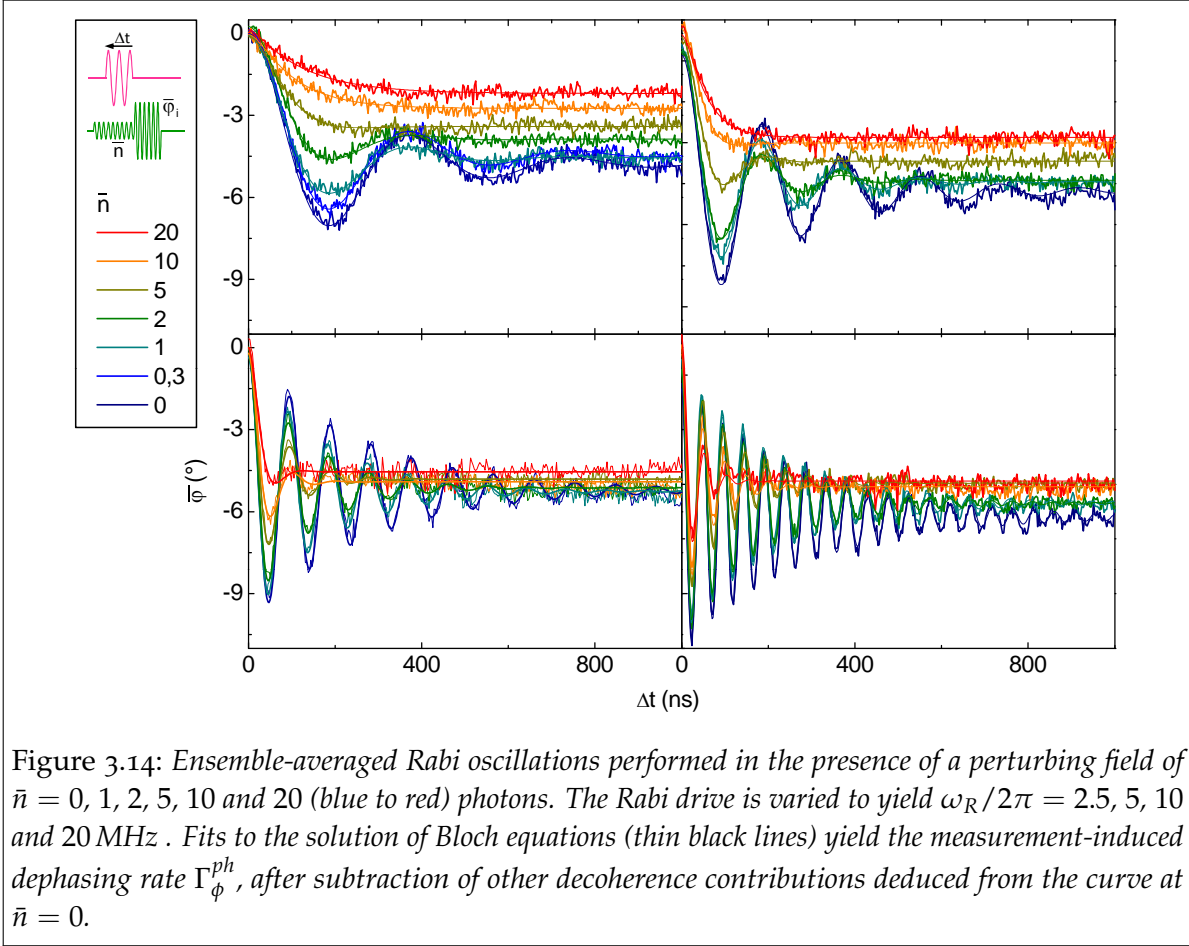 Δt
φ̄ᵢ
n̄
n̄
20
10
5
2
1
0,3
0
0
-3
-6
-9
0
-3
-6
-9
φ̄ (°)
0 400 800 0 400 800
Δt (ns)
Figure 3.14: Ensemble-averaged Rabi oscillations performed in the presence of a perturbing field of
n̄ = 0, 1, 2, 5, 10 and 20 (blue to red) photons. The Rabi drive is varied to yield ω_R/2π = 2.5, 5, 10
and 20 MHz . Fits to the solution of Bloch equations (thin black lines) yield the measurement-induced
dephasing rate Γ_ϕ^{ph}, after subtraction of other decoherence contributions deduced from the curve at
n̄ = 0.